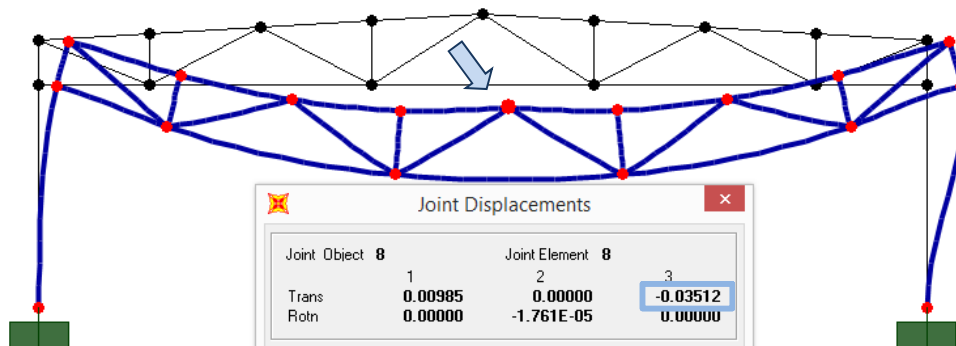 Joint Displacements
Joint Object 8 Joint Element 8
1 2 3
Trans 0.00985 0.00000 -0.03512
Rotn 0.00000 -1.761E-05 0.00000